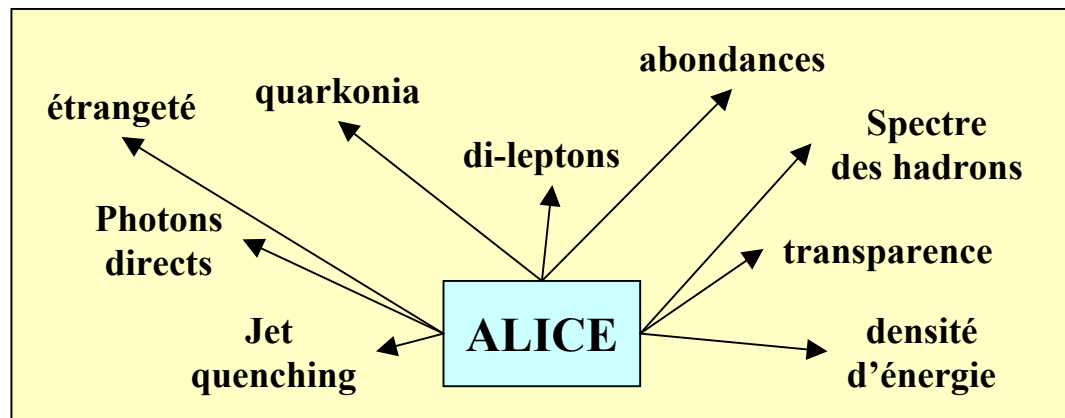 abondances
quarkonia
étrangeté
Spectre
des hadrons
di-leptons
Photons
directs
transparence
ALICE
Jet
quenching
densité
d’énergie